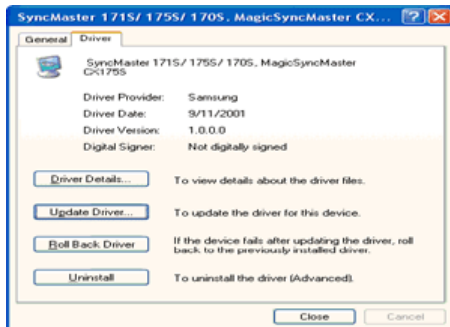 SyncMaster 171S/ 175S/ 170S, MagicSyncMaster CX...
General Driver
SyncMaster 171S/ 175S/ 170S, MagicSyncMaster
CX175S
Driver Provider: Samsung
Driver Date: 9/11/2001
Driver Version: 1.0.0.0
Digital Signer: Not digitally signed
Driver Details... To view details about the driver files.
Update Driver... To update the driver for this device.
Roll Back Driver If the device fails after updating the driver, roll
back to the previously installed driver.
Uninstall To uninstall the driver (Advanced).
Close Cancel